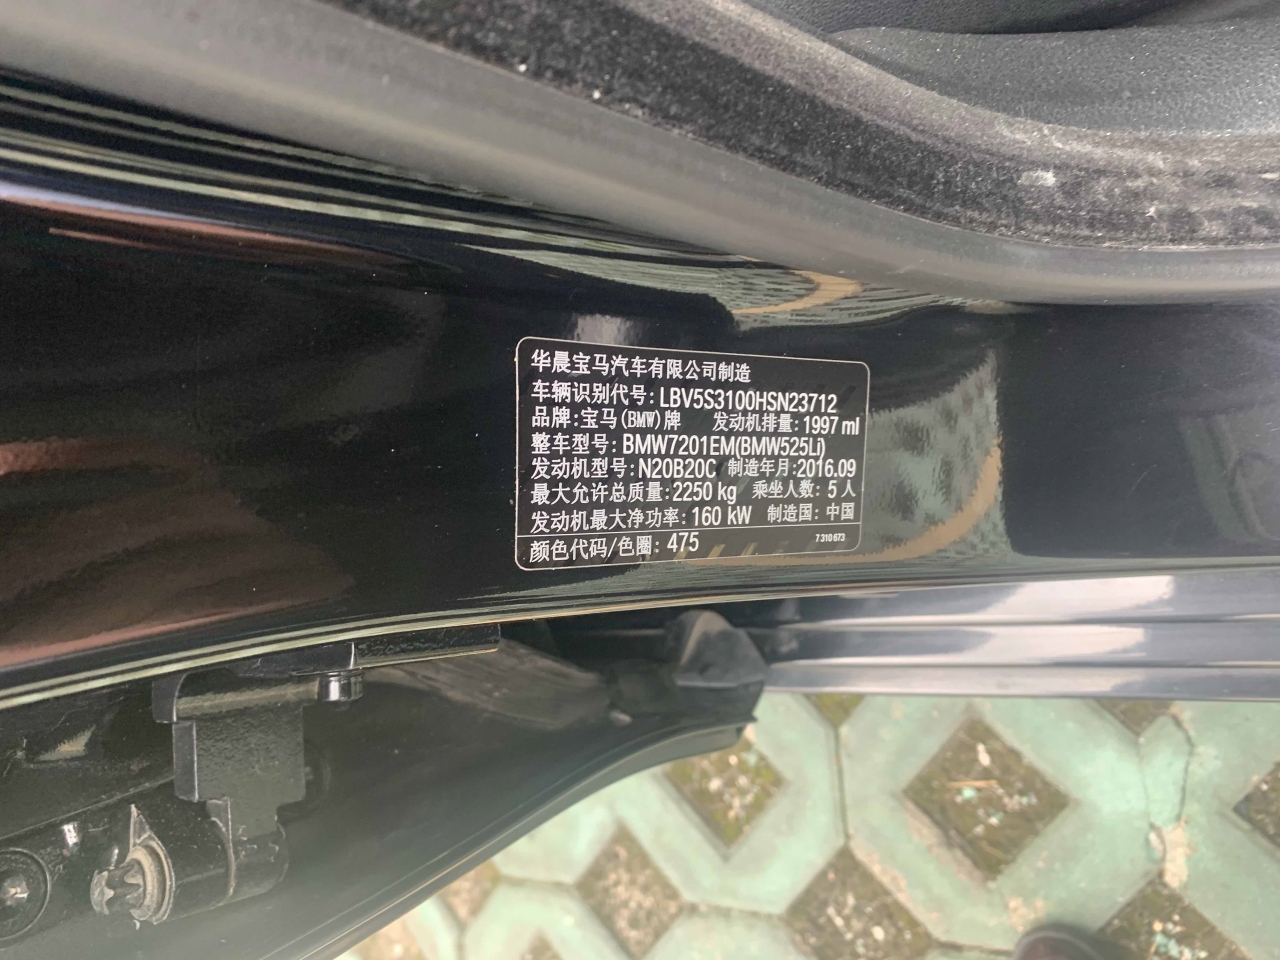 华晨宝马汽车有限公司制造
车辆识别代号: LBV5S3100HSN23712
品牌:宝马(BMW)牌 发动机排量:1997 ml
整车型号: BMW7201EM(BMW525Li)
发动机型号:N20B20C 制造年月:2016.09
最大允许总质量:2250 kg 乘坐人数: 5 人
发动机最大净功率: 160 kW 制造国: 中国
颜色代码/色圈: 475 7 310 673